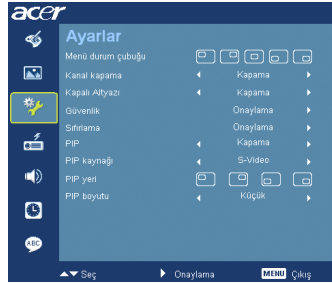 acer
Ayarlar
Menü durum çubuğu
Kanal kapama Kapama
Kapalı Altyazı Kapama
Güvenlik Onaylama
Sıfırlama Onaylama
PIP Kapama
PIP kaynağı S-Video
PIP yeri
PIP boyutu Küçük
ABC
Seç Onaylama MENU Çıkış